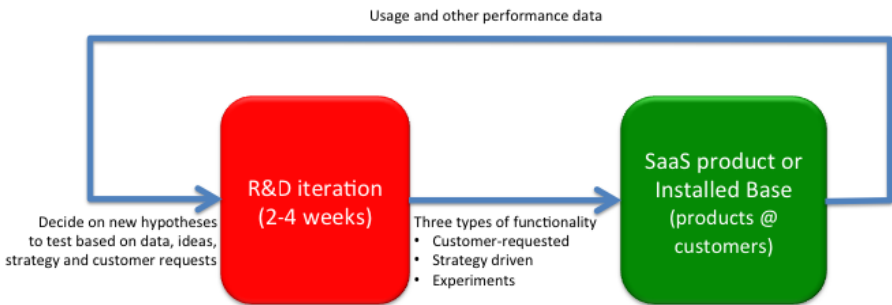 Usage and other performance data
R&D iteration
(2-4 weeks)
SaaS product or
Installed Base
(products @
customers)
Decide on new hypotheses
to test based on data, ideas,
strategy and customer requests
Three types of functionality
• Customer-requested
• Strategy driven
• Experiments